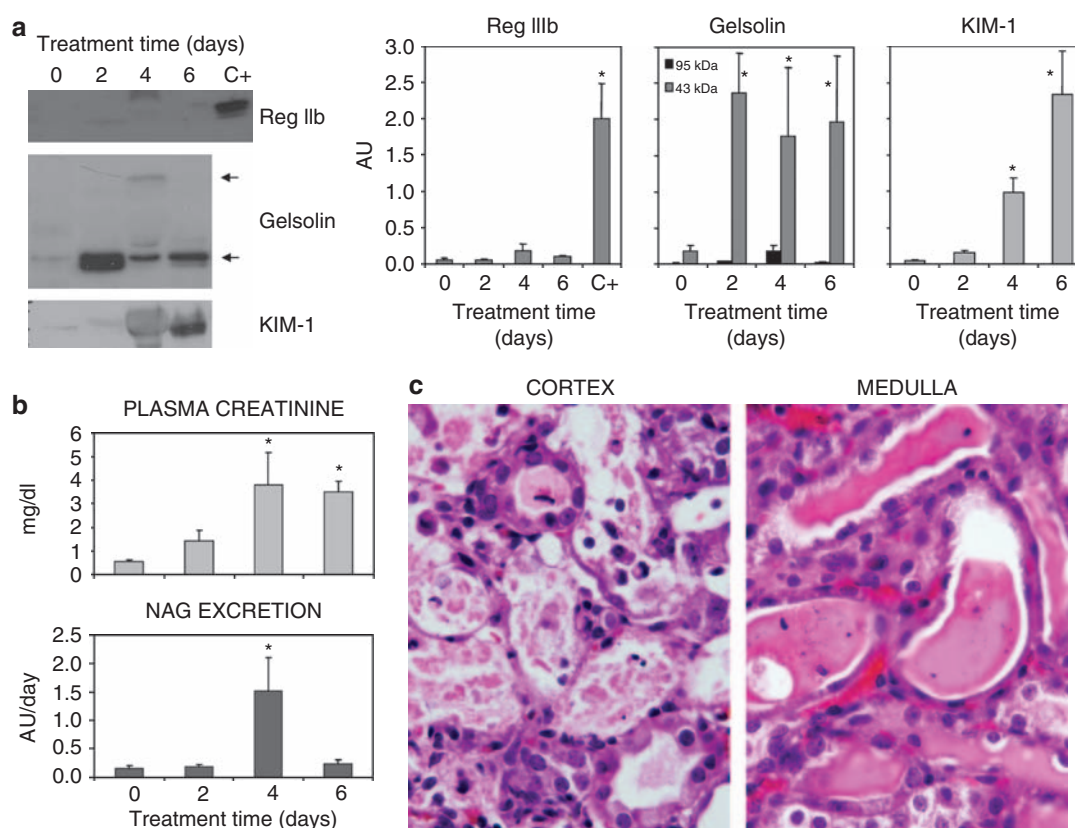 a
Treatment time (days)
0 2 4 6 C+
Reg IIb
Gelsolin
KIM-1
Reg IIIb
Gelsolin
KIM-1
AU
3.0
2.5
2.0
1.5
1.0
0.5
0.0
*
0 2 4 6 C+
Treatment time
(days)
95 kDa
43 kDa
* * *
0 2 4 6
Treatment time
(days)
* *
0 2 4 6
Treatment time
(days)
b
PLASMA CREATININE
mg/dl
6
5
4
3
2
1
0
* *
NAG EXCRETION
AU/day
2.5
2.0
1.5
1.0
0.5
0.0
*
0 2 4 6
Treatment time (days)
c
CORTEX
MEDULLA